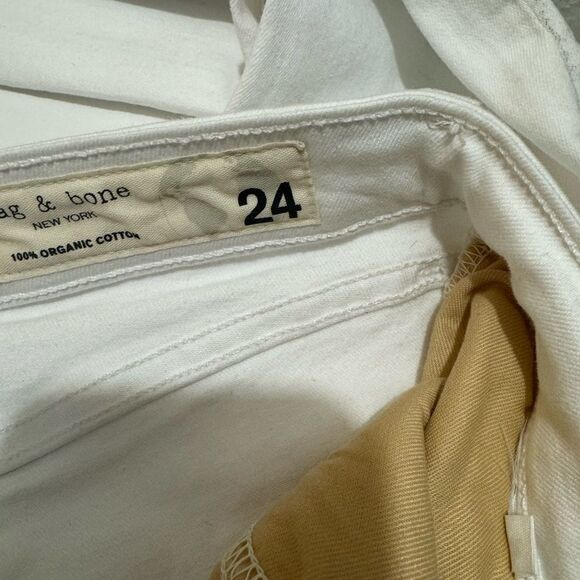 ag & bone
24
NEW YORK
100% ORGANIC COTTON